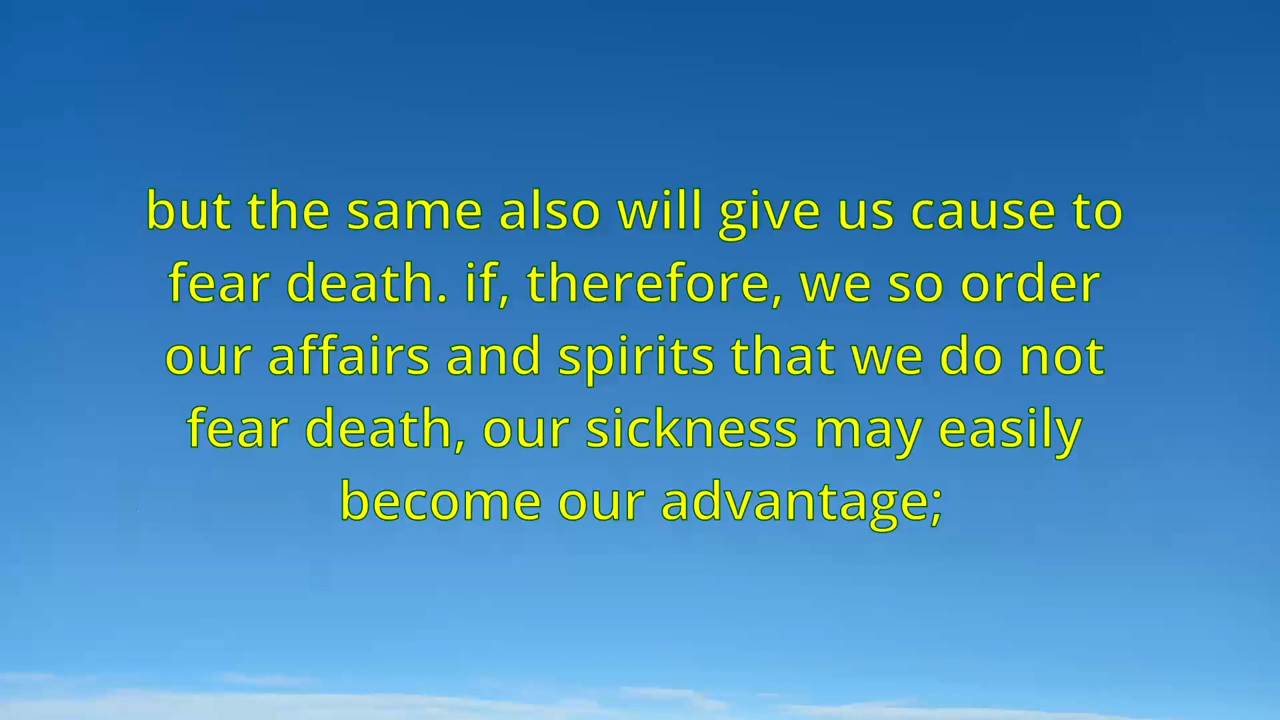 but the same also will give us cause to
fear death. if, therefore, we so order
our affairs and spirits that we do not
fear death, our sickness may easily
become our advantage;